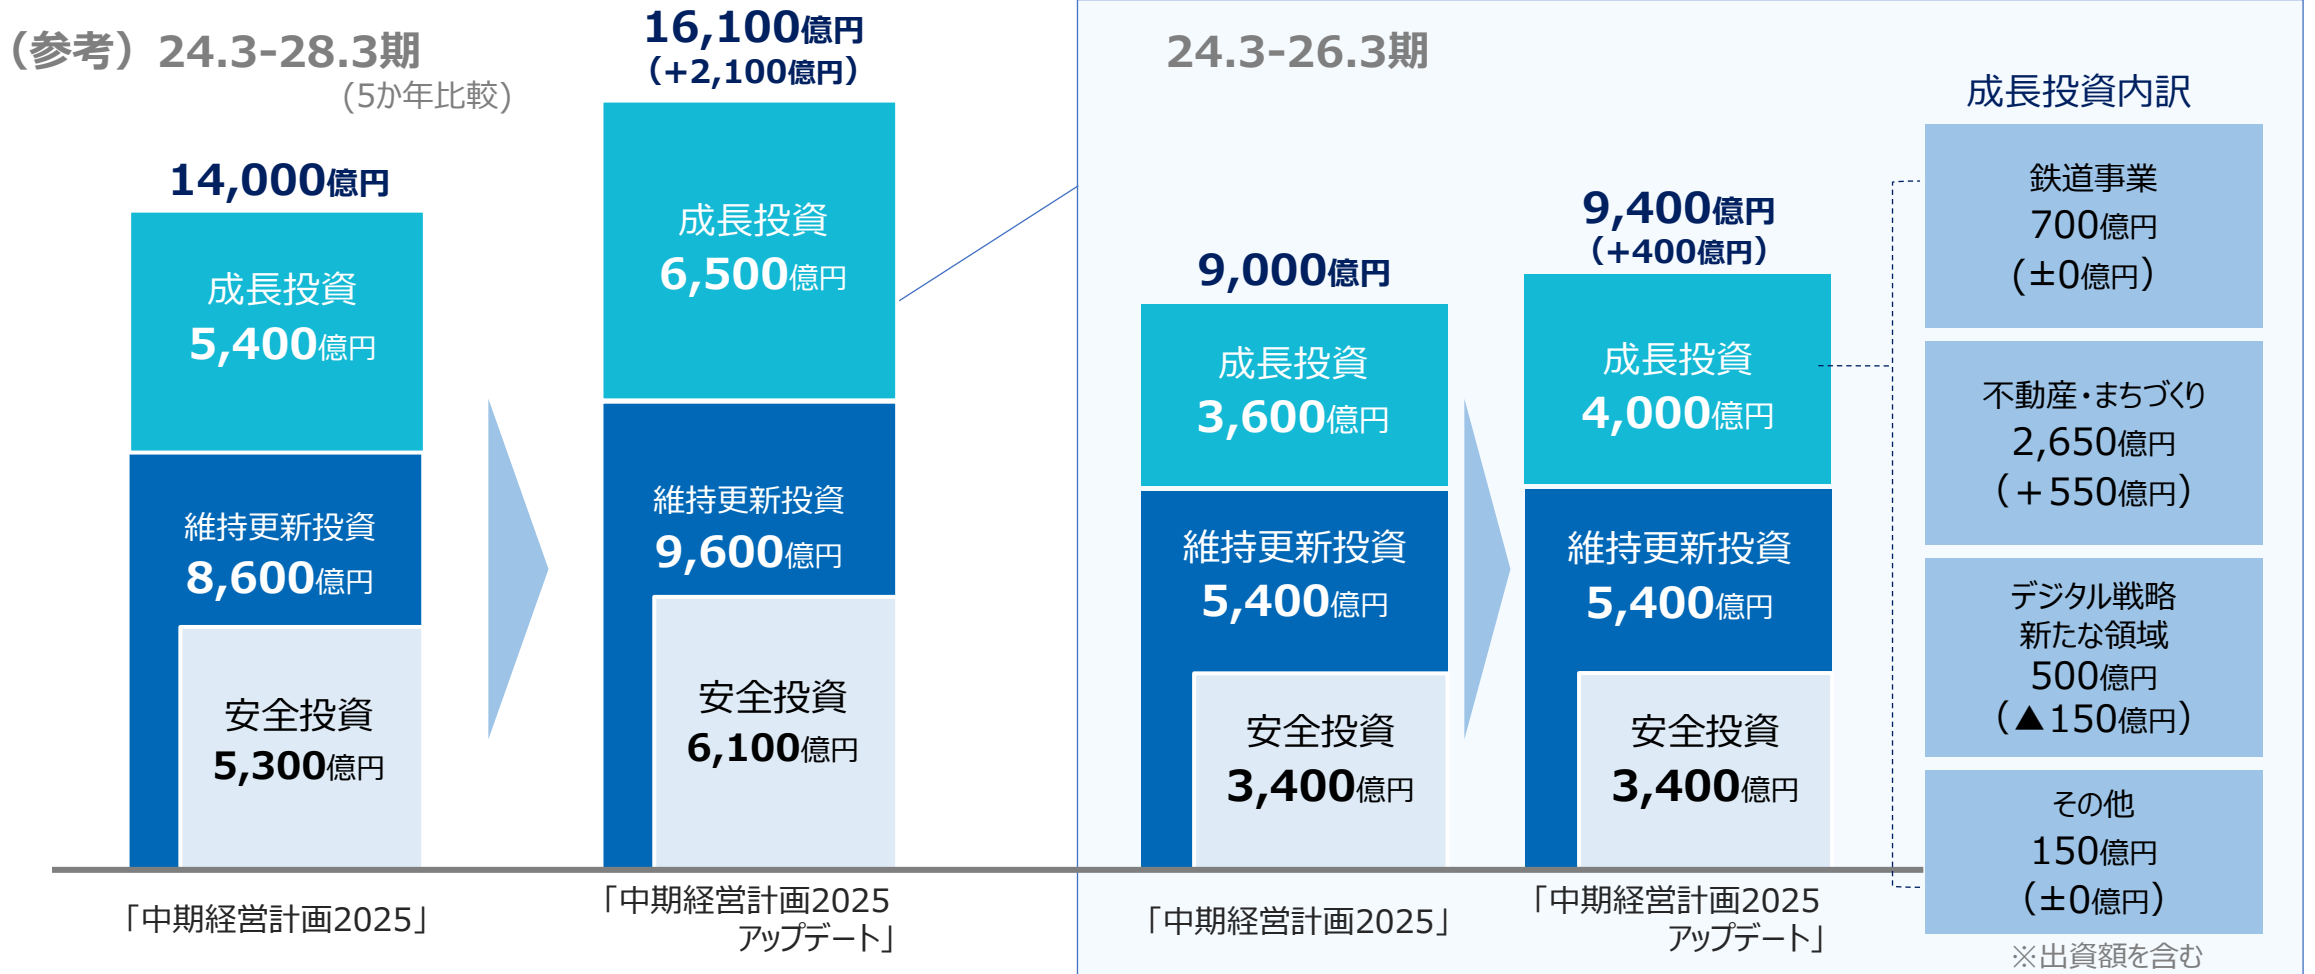 （参考）24.3-28.3期
(5か年比較)
14,000億円
成長投資
5,400億円
維持更新投資
8,600億円
安全投資
5,300億円
「中期経営計画2025」
16,100億円
（+2,100億円）
成長投資
6,500億円
維持更新投資
9,600億円
安全投資
6,100億円
「中期経営計画2025
アップデート」
24.3-26.3期
9,000億円
成長投資
3,600億円
維持更新投資
5,400億円
安全投資
3,400億円
「中期経営計画2025」
9,400億円
（+400億円）
成長投資
4,000億円
維持更新投資
5,400億円
安全投資
3,400億円
「中期経営計画2025
アップデート」
成長投資内訳
鉄道事業
700億円
(±0億円）
不動産・まちづくり
2,650億円
（＋550億円）
デジタル戦略
新たな領域
500億円
（▲150億円）
その他
150億円
（±0億円）
※出資額を含む